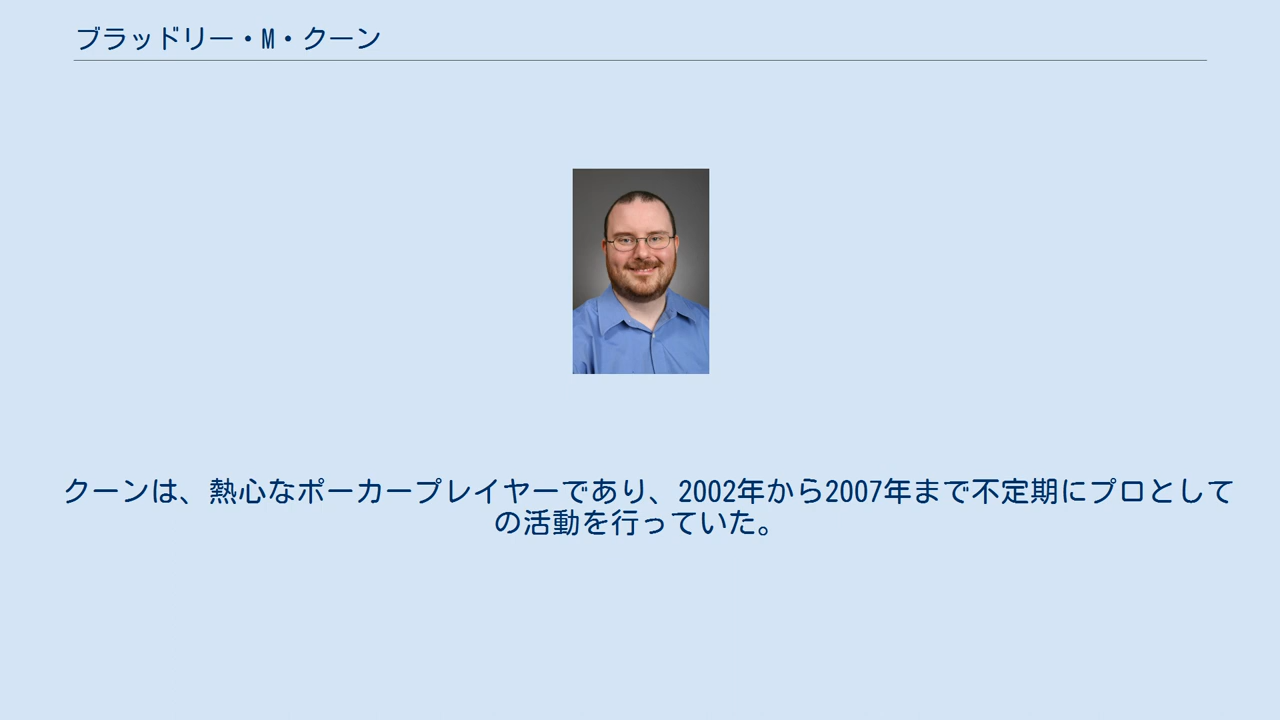 ブラッドリー・M・クーン
クーンは、熱心なポーカープレイヤーであり、2002年から2007年まで不定期にプロとして
の活動を行っていた。